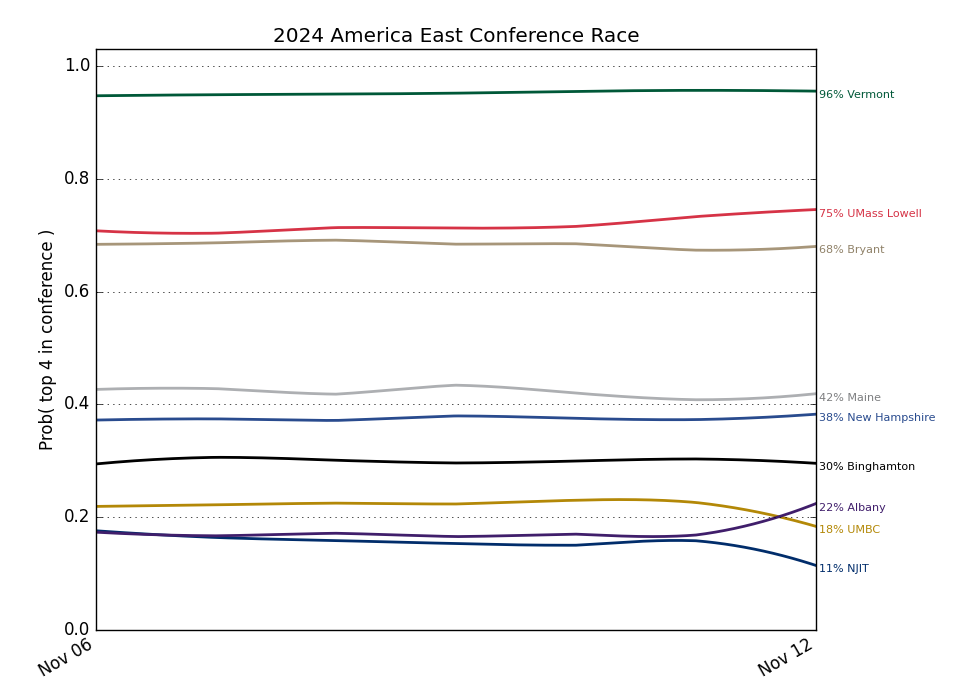 2024 America East Conference Race
Prob( top 4 in conference )
1.0
0.8
0.6
0.4
0.2
0.0
Nov 06
Nov 12
96% Vermont
75% UMass Lowell
68% Bryant
42% Maine
38% New Hampshire
30% Binghamton
22% Albany
18% UMBC
11% NJIT